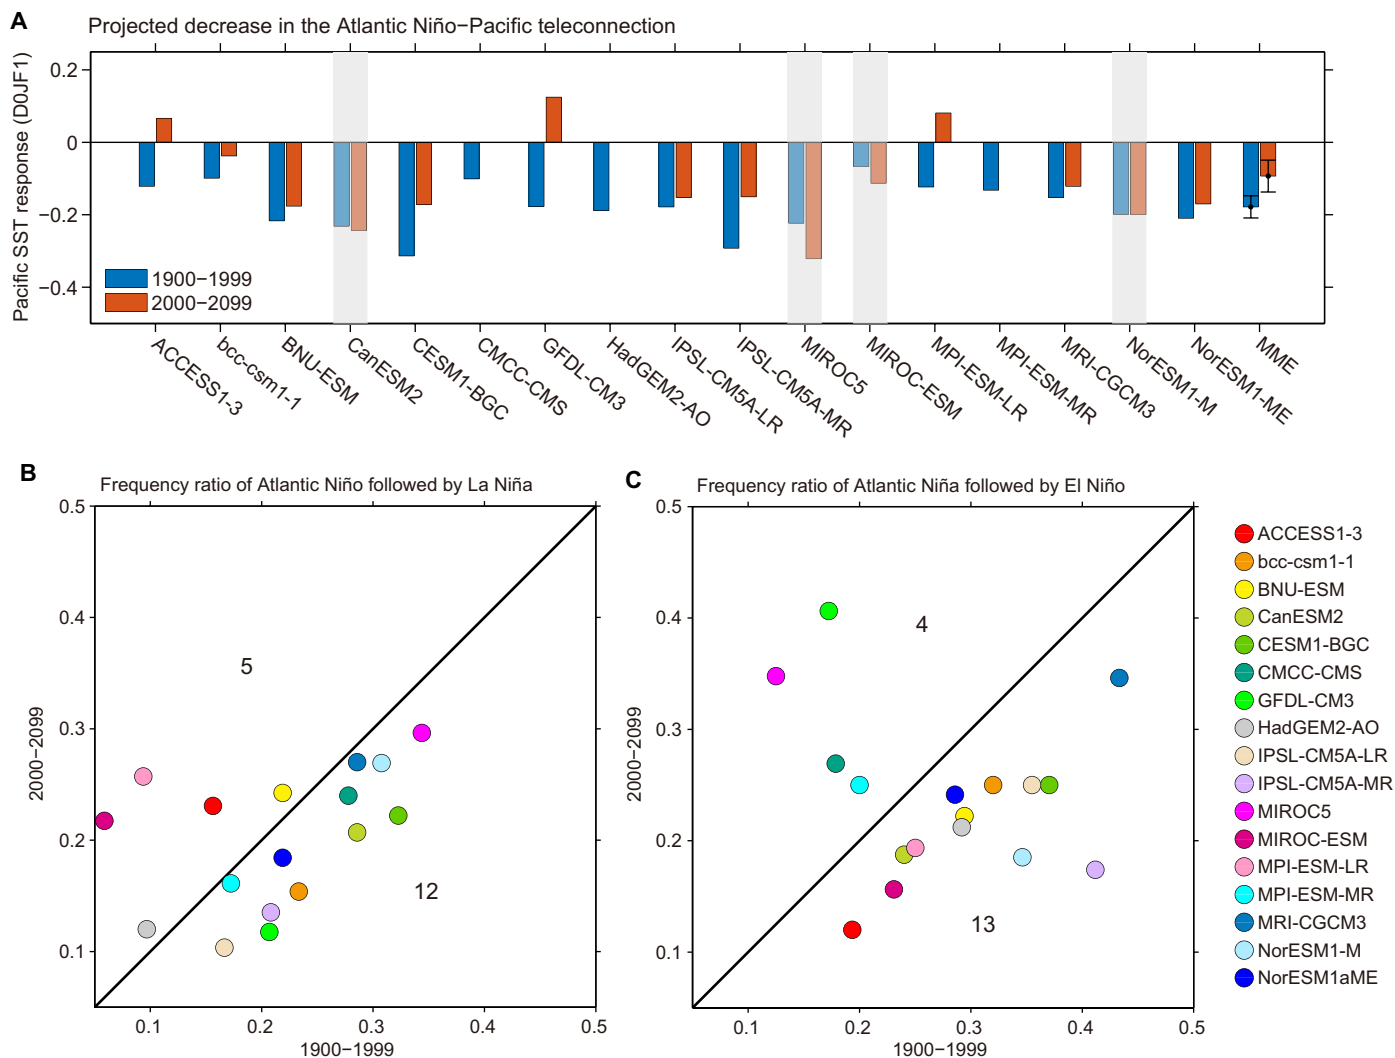 A
Projected decrease in the Atlantic Niño−Pacific teleconnection
Pacific SST response (D0JF1)
0.2
0
−0.2
−0.4
1900−1999
2000−2099
ACCESS1-3
bcc-csm1-1
BNU-ESM
CanESM2
CESM1-BGC
CMCC-CMS
GFDL-CM3
HadGEM2-AO
IPSL-CM5A-LR
IPSL-CM5A-MR
MIROC5
MIROC-ESM
MPI-ESM-LR
MPI-ESM-MR
MRI-CGCM3
NorESM1-M
NorESM1-ME
MME
B
Frequency ratio of Atlantic Niño followed by La Niña
2000−2099
0.5
0.4
0.3
0.2
0.1
5
12
0.1
0.2
0.3
0.4
0.5
1900−1999
C
Frequency ratio of Atlantic Niña followed by El Niño
2000−2099
0.5
0.4
0.3
0.2
0.1
4
13
0.1
0.2
0.3
0.4
0.5
1900−1999
ACCESS1-3
bcc-csm1-1
BNU-ESM
CanESM2
CESM1-BGC
CMCC-CMS
GFDL-CM3
HadGEM2-AO
IPSL-CM5A-LR
IPSL-CM5A-MR
MIROC5
MIROC-ESM
MPI-ESM-LR
MPI-ESM-MR
MRI-CGCM3
NorESM1-M
NorESM1aME